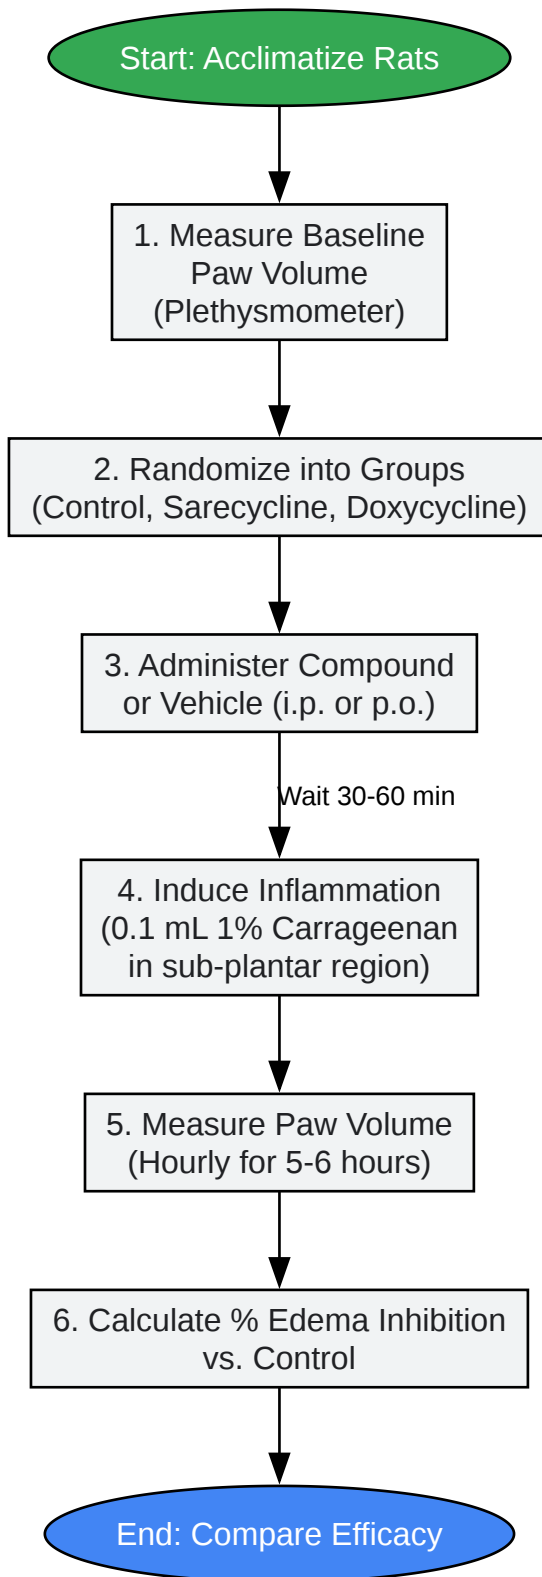 Start: Acclimatize Rats
1. Measure Baseline
Paw Volume
(Plethysmometer)
2. Randomize into Groups
(Control, Sarecycline, Doxycycline)
3. Administer Compound
or Vehicle (i.p. or p.o.)
Wait 30-60 min
4. Induce Inflammation
(0.1 mL 1% Carrageenan
in sub-plantar region)
5. Measure Paw Volume
(Hourly for 5-6 hours)
6. Calculate % Edema Inhibition
vs. Control
End: Compare Efficacy